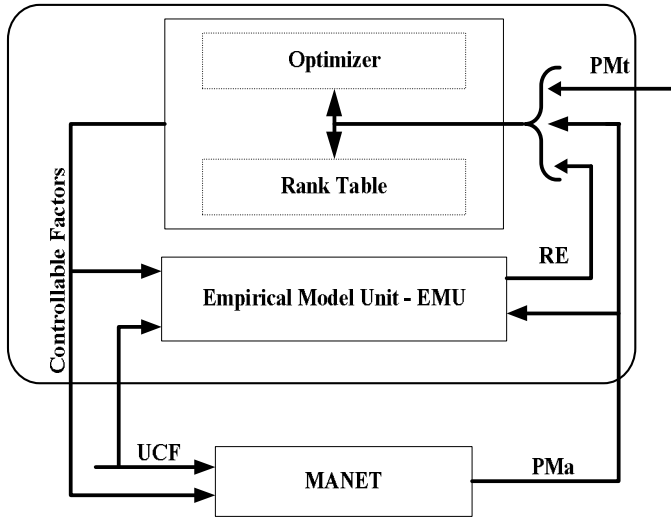 Optimizer
PMt
Rank Table
Controllable Factors
RE
Empirical Model Unit - EMU
UCF
MANET
PMa